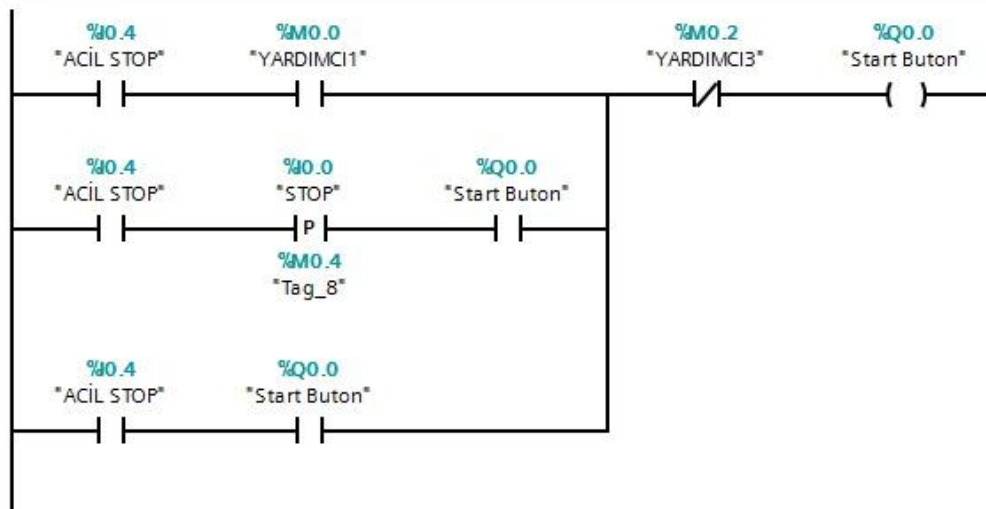 %I0.4 %M0.0 %M0.2 %Q0.0
"ACİL STOP" "YARDIMCI1" "YARDIMCI3" "Start Buton"
%I0.4 %I0.0 %Q0.0
"ACİL STOP" "STOP" "Start Buton"
P
%M0.4
"Tag_8"
%I0.4 %Q0.0
"ACİL STOP" "Start Buton"